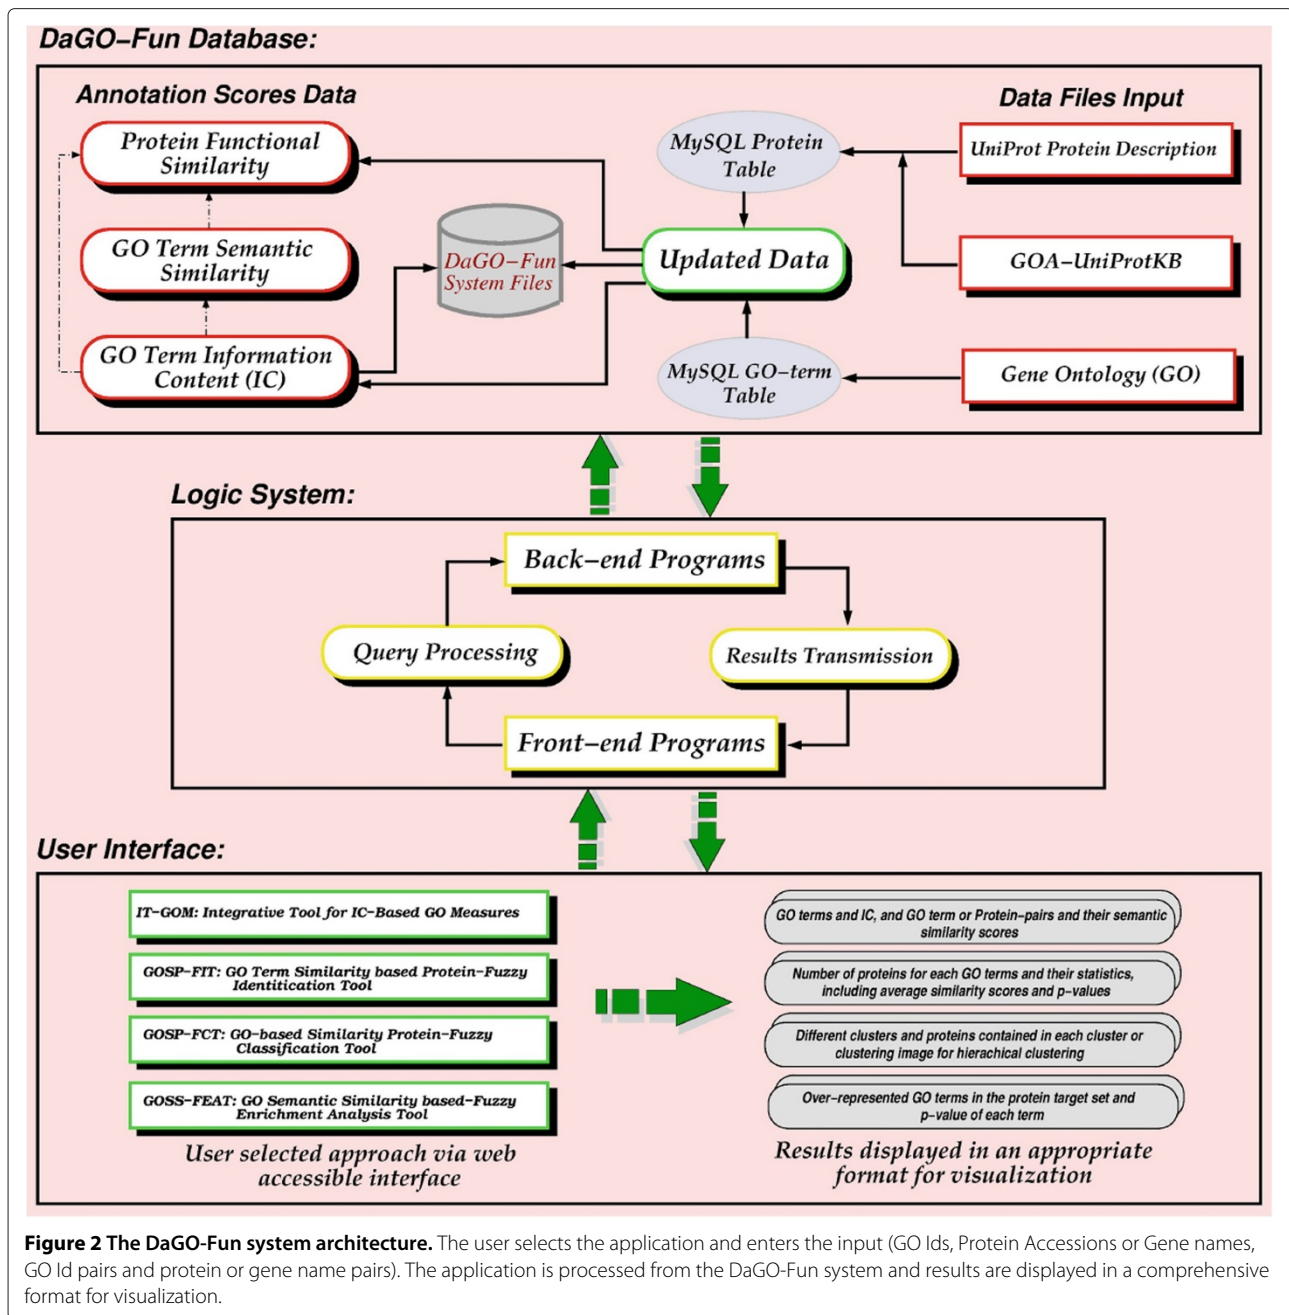 DaGO–Fun Database:
Annotation Scores Data
Protein Functional
Similarity
GO Term Semantic
Similarity
GO Term Information
Content (IC)
DaGO–Fun
System Files
MySQL Protein
Table
Updated Data
MySQL GO–term
Table
Data Files Input
UniProt Protein Description
GOA–UniProtKB
Gene Ontology (GO)
Logic System:
Back–end Programs
Query Processing
Results Transmission
Front–end Programs
User Interface:
IT–GOM: Integrative Tool for IC–Based GO Measures
GOSP–FIT: GO Term Similarity based Protein–Fuzzy
Identitication Tool
GOSP–FCT: GO–based Similarity Protein–Fuzzy
Classification Tool
GOSS–FEAT: GO Semantic Similarity based–Fuzzy
Enrichment Analysis Tool
User selected approach via web
accessible interface
GO terms and IC, and GO term or Protein–pairs and their semantic
similarity scores
Number of proteins for each GO terms and their statistics,
including average similarity scores and p–values
Different clusters and proteins contained in each cluster or
clustering image for hierachical clustering
Over–represented GO terms in the protein target set and
p–value of each term
Results displayed in an appropriate
format for visualization
Figure 2 The DaGO-Fun system architecture. The user selects the application and enters the input (GO Ids, Protein Accessions or Gene names,
GO Id pairs and protein or gene name pairs). The application is processed from the DaGO-Fun system and results are displayed in a comprehensive
format for visualization.